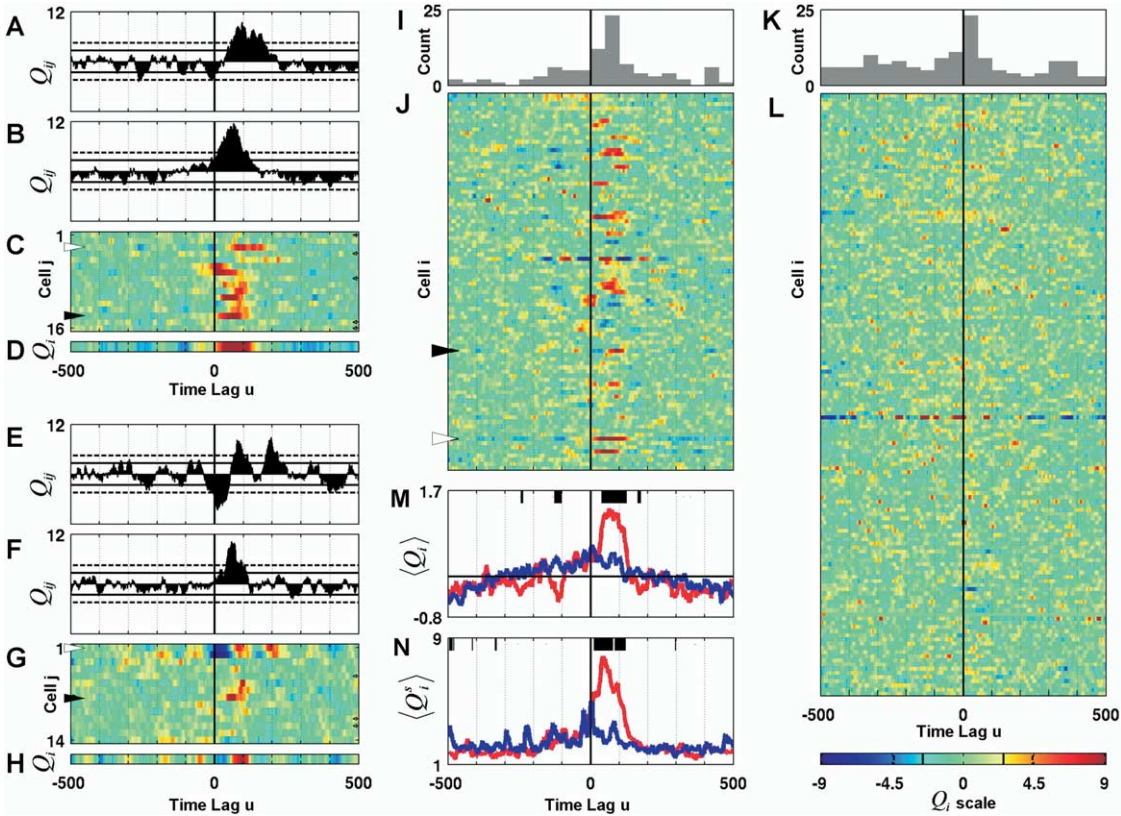 A
12
Q_ij
B
12
Q_ij
C
1
Cell j
16
D
Q_i
-500 0 500
Time Lag u
E
12
Q_ij
F
12
Q_ij
G
1
Cell j
14
H
Q_i
-500 0 500
Time Lag u
I
25
Count
0
J
Cell i
M
1.7
⟨Q_i⟩
-0.8
N
9
⟨Q_i^s⟩
1
-500 0 500
Time Lag u
K
25
Count
0
L
Cell i
-500 0 500
Time Lag u
-9 -4.5 0 4.5 9
Q_i scale